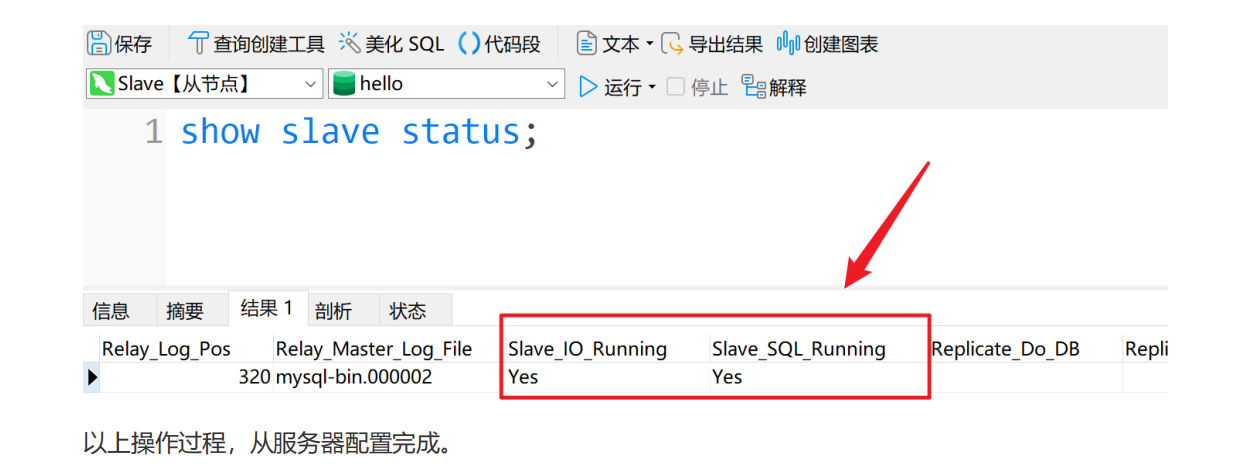 保存 查询创建工具 美化 SQL 代码段 文本 导出结果 创建图表
Slave【从节点】 hello 运行 停止 解释
1 show slave status;
信息 摘要 结果 1 剖析 状态
Relay_Log_Pos Relay_Master_Log_File Slave_IO_Running Slave_SQL_Running Replicate_Do_DB Repli
320 mysql-bin.000002 Yes Yes
以上操作过程，从服务器配置完成。